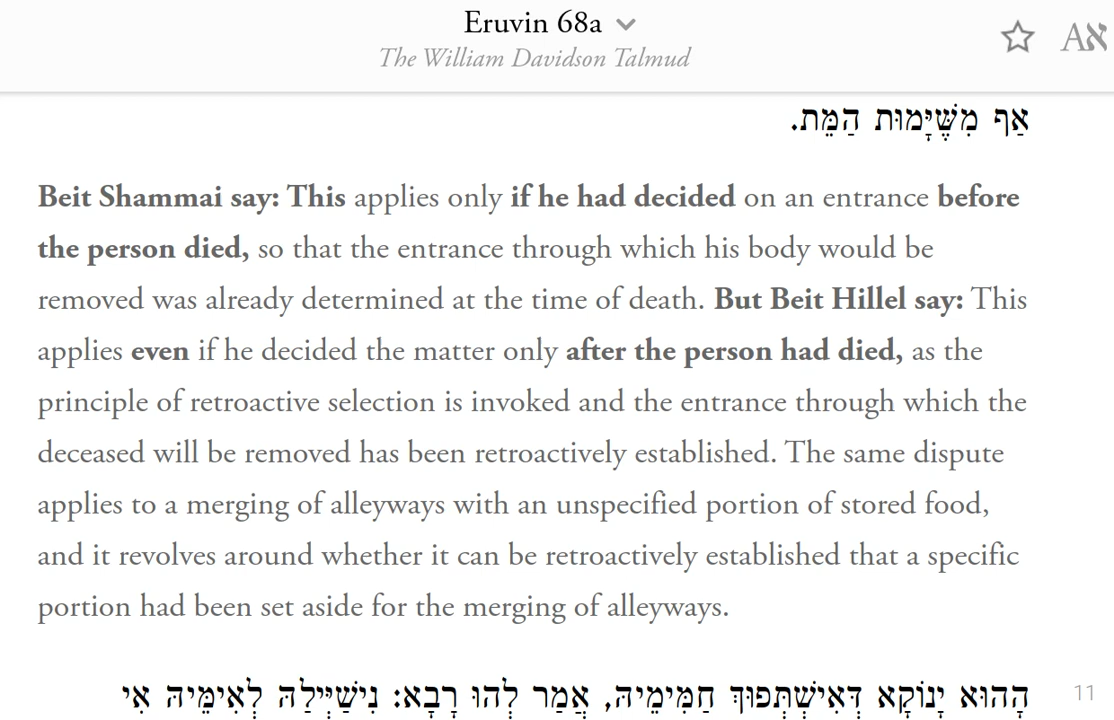 Eruvin 68a
The William Davidson Talmud
Aא
אַף מִשֶּׁיָּמוּת הַמֵּת.
Beit Shammai say: This applies only if he had decided on an entrance before
the person died, so that the entrance through which his body would be
removed was already determined at the time of death. But Beit Hillel say: This
applies even if he decided the matter only after the person had died, as the
principle of retroactive selection is invoked and the entrance through which the
deceased will be removed has been retroactively established. The same dispute
applies to a merging of alleyways with an unspecified portion of stored food,
and it revolves around whether it can be retroactively established that a specific
portion had been set aside for the merging of alleyways.
הָהוּא יָנוֹקָא דְּאִישְׁתְּפוּךְ חַמִּימֵיהּ, אֲמַר לְהוּ רָבָא: נִישַׁיְּילַהּ לְאִימֵּיהּ אִי
11